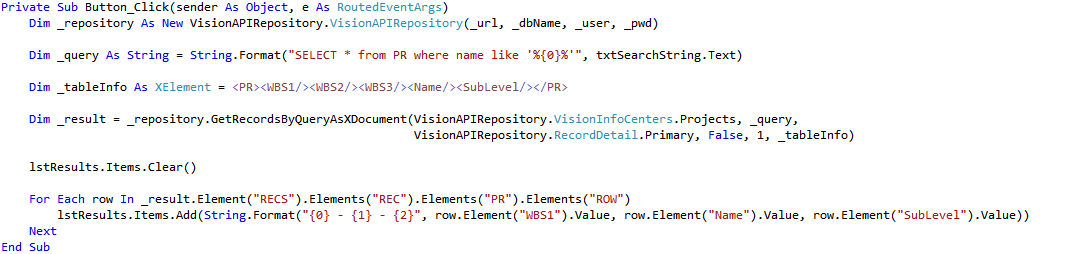 Private Sub Button_Click(sender As Object, e As RoutedEventArgs)
    Dim _repository As New VisionAPIRepository.VisionAPIRepository(_url, _dbName, _user, _pwd)
    Dim _query As String = String.Format("SELECT * from PR where name like '%{0}%'", txtSearchString.Text)
    Dim _tableInfo As XElement = <PR><WBS1/><WBS2/><WBS3/><Name/><SubLevel/></PR>
    Dim _result = _repository.GetRecordsByQueryAsXDocument(VisionAPIRepository.VisionInfoCenters.Projects, _query,
                                                           VisionAPIRepository.RecordDetail.Primary, False, 1, _tableInfo)
    lstResults.Items.Clear()
    For Each row In _result.Element("RECS").Elements("REC").Elements("PR").Elements("ROW")
        lstResults.Items.Add(String.Format("{0} - {1} - {2}", row.Element("WBS1").Value, row.Element("Name").Value, row.Element("SubLevel").Value))
    Next
End Sub